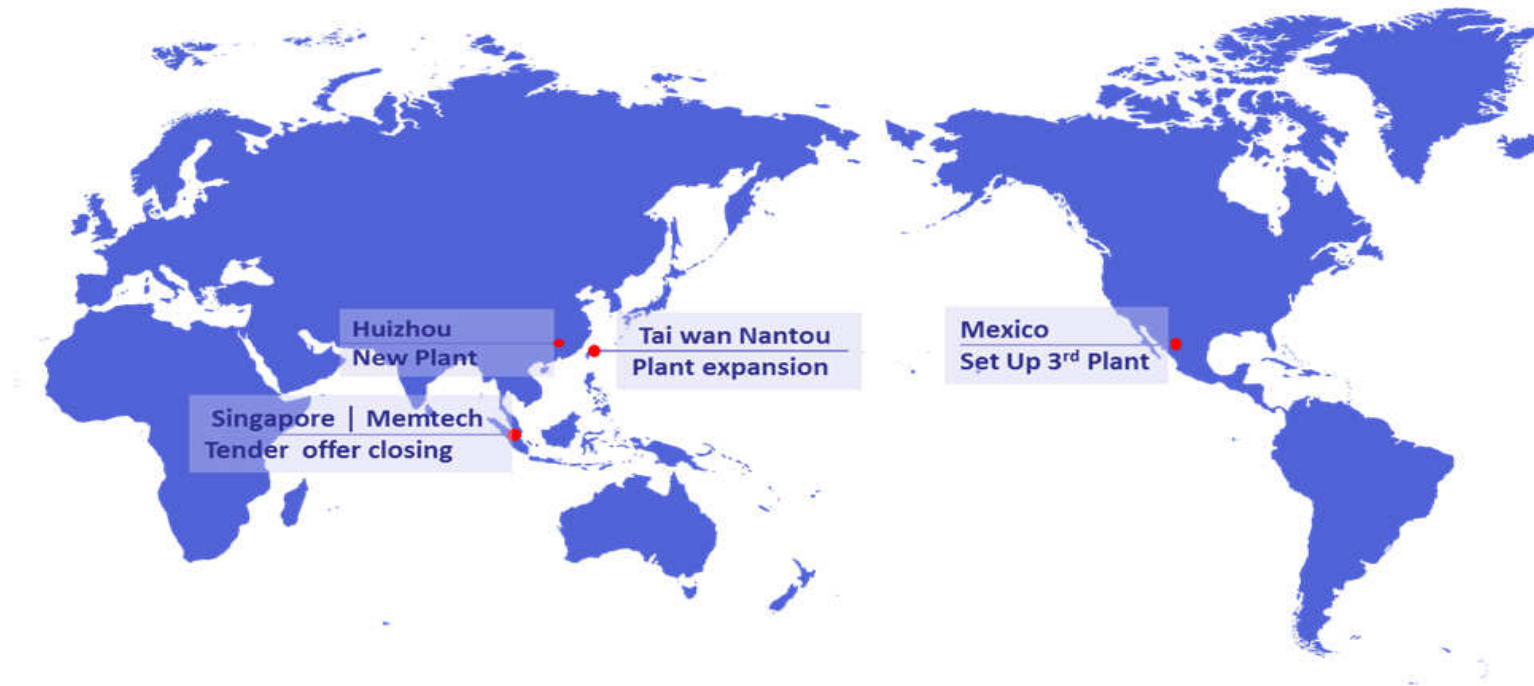 Huizhou
New Plant
Tai wan Nantou
Plant expansion
Mexico
Set Up 3rd Plant
Singapore | Memtech
Tender offer closing